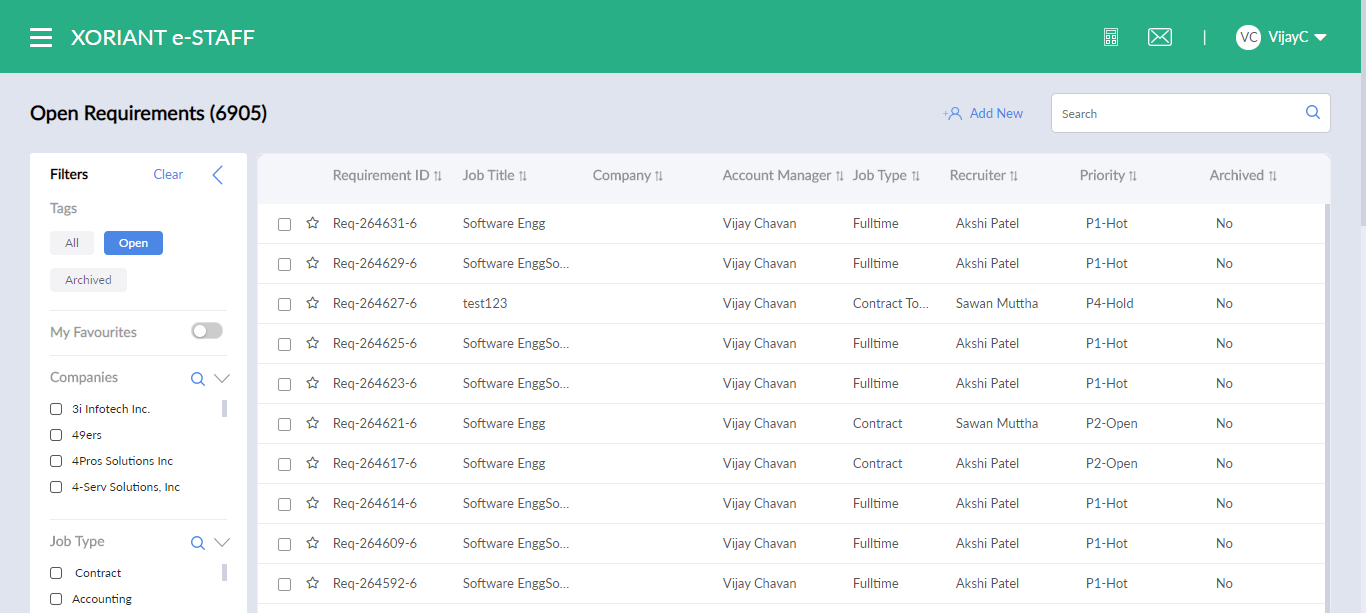 XORIANT e-STAFF
|
VC VijayC
Open Requirements (6905)
Add New
Search
Filters Clear
Tags
All Open
Archived
My Favourites
Companies
3i Infotech Inc.
49ers
4Pros Solutions Inc
4-Serv Solutions, Inc
Job Type
Contract
Accounting
Requirement ID Job Title Company Account Manager Job Type Recruiter Priority Archived
Req-264631-6 Software Engg Vijay Chavan Fulltime Akshi Patel P1-Hot No
Req-264629-6 Software EnggSo... Vijay Chavan Fulltime Akshi Patel P1-Hot No
Req-264627-6 test123 Vijay Chavan Contract To... Sawan Muttha P4-Hold No
Req-264625-6 Software EnggSo... Vijay Chavan Fulltime Akshi Patel P1-Hot No
Req-264623-6 Software EnggSo... Vijay Chavan Fulltime Akshi Patel P1-Hot No
Req-264621-6 Software Engg Vijay Chavan Contract Sawan Muttha P2-Open No
Req-264617-6 Software Engg Vijay Chavan Contract Akshi Patel P2-Open No
Req-264614-6 Software EnggSo... Vijay Chavan Fulltime Akshi Patel P1-Hot No
Req-264609-6 Software EnggSo... Vijay Chavan Fulltime Akshi Patel P1-Hot No
Req-264592-6 Software EnggSo... Vijay Chavan Fulltime Akshi Patel P1-Hot No